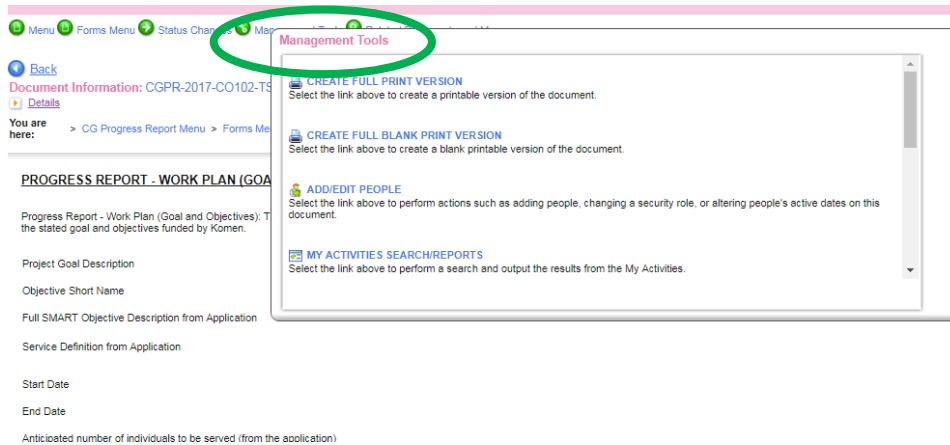 Menu Forms Menu Status Changes
Management Tools
Back
Document Information: CGPR-2017-CO102-TS
Details
You are here: > CG Progress Report Menu > Forms Me
CREATE FULL PRINT VERSION
Select the link above to create a printable version of the document.
CREATE FULL BLANK PRINT VERSION
Select the link above to create a blank printable version of the document.
ADD/EDIT PEOPLE
Select the link above to perform actions such as adding people, changing a security role, or altering people's active dates on this
document.
MY ACTIVITIES SEARCH/REPORTS
Select the link above to perform a search and output the results from the My Activities.
PROGRESS REPORT - WORK PLAN (GOA
Progress Report - Work Plan (Goal and Objectives): T
the stated goal and objectives funded by Komen.
Project Goal Description
Objective Short Name
Full SMART Objective Description from Application
Service Definition from Application
Start Date
End Date
Anticipated number of individuals to be served (from the application)